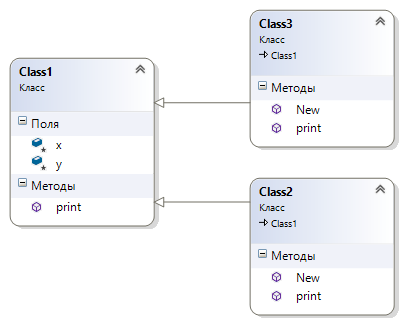 Class1
Класс
Поля
x
y
Методы
print
Class3
Класс
Class1
Методы
New
print
Class2
Класс
Class1
Методы
New
print